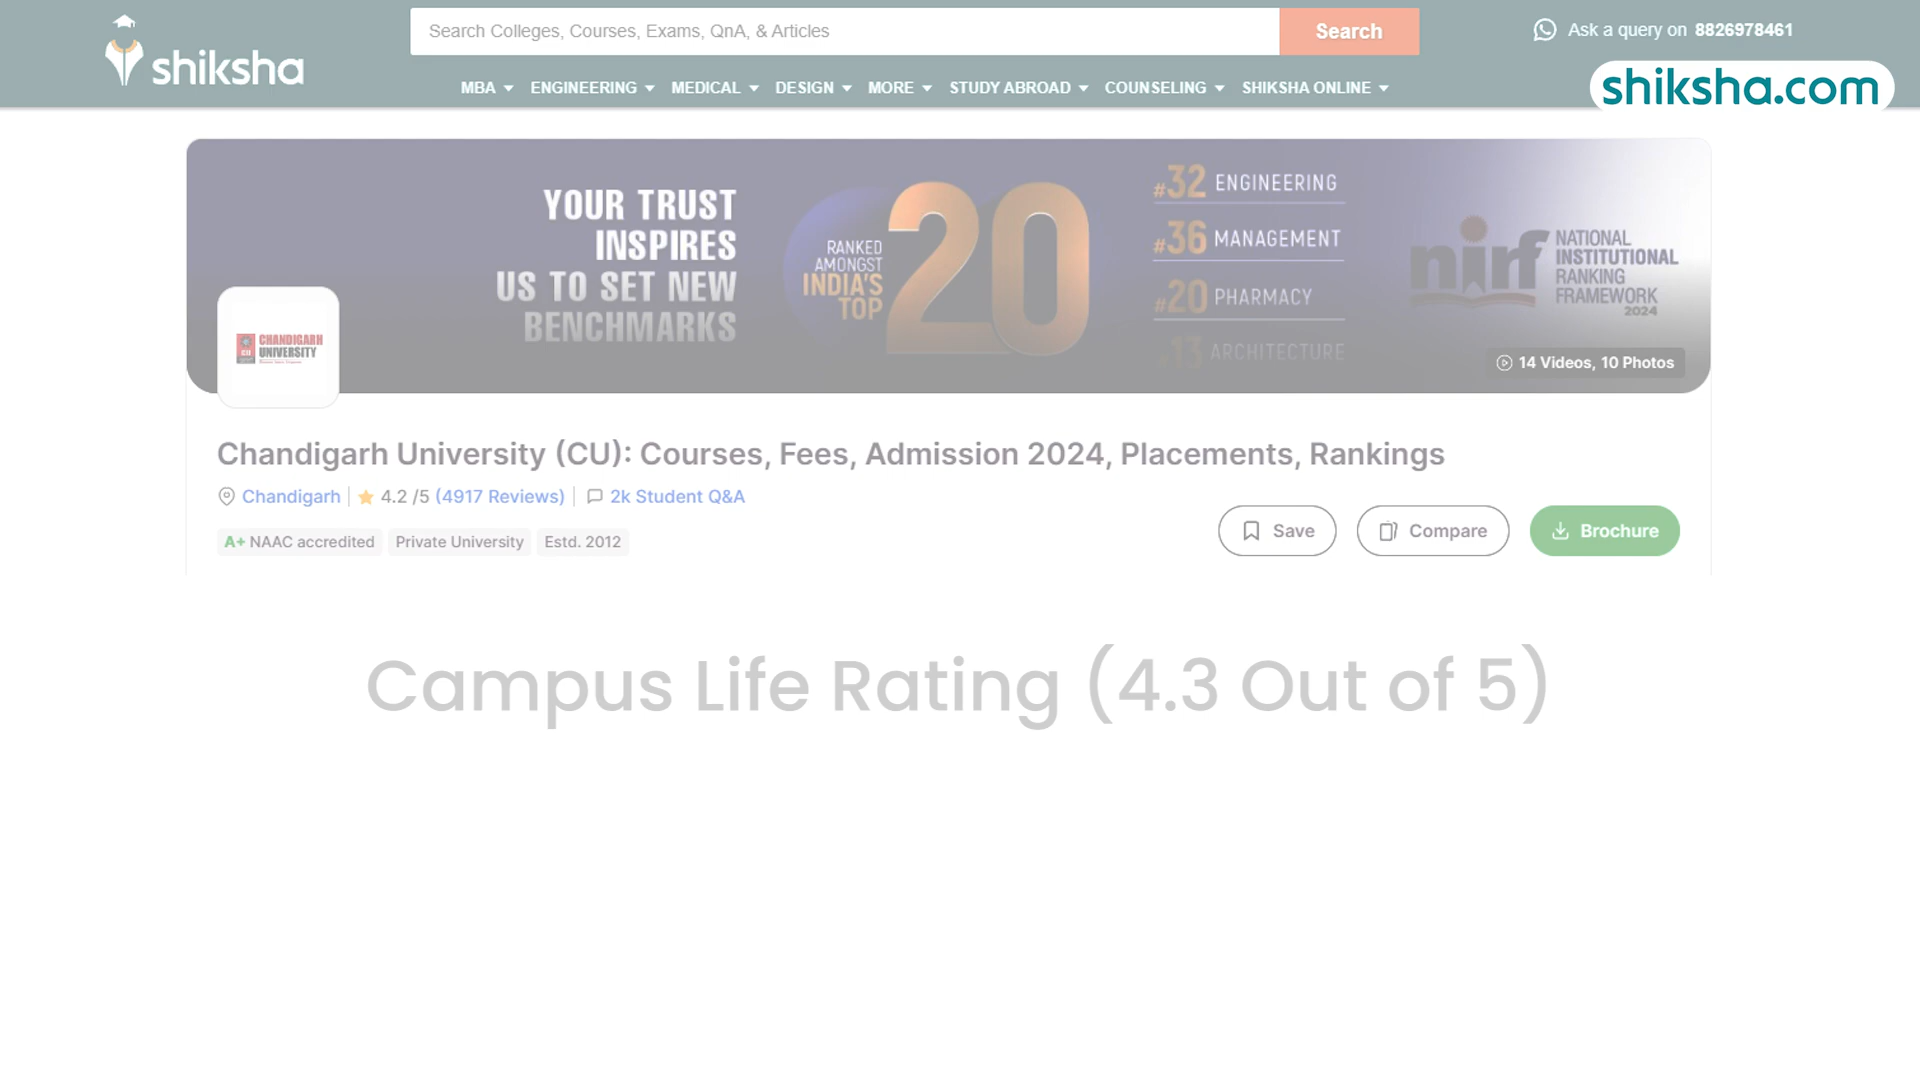 shiksha
Search Colleges, Courses, Exams, QnA, & Articles
Search
Ask a query on 8826978461
MBA ENGINEERING MEDICAL DESIGN MORE STUDY ABROAD COUNSELING SHIKSHA ONLINE
shiksha.com
YOUR TRUST
INSPIRES
US TO SET NEW
BENCHMARKS
RANKED
AMONGST
INDIA'S
TOP
20
#32 ENGINEERING
#36 MANAGEMENT
#20 PHARMACY
#13 ARCHITECTURE
nirf
NATIONAL
INSTITUTIONAL
RANKING
FRAMEWORK
2024
14 Videos, 10 Photos
CU
CHANDIGARH
UNIVERSITY
Chandigarh University (CU): Courses, Fees, Admission 2024, Placements, Rankings
Chandigarh 4.2 /5 (4917 Reviews) 2k Student Q&A
A+ NAAC accredited Private University Estd. 2012
Save Compare Brochure
Campus Life Rating (4.3 Out of 5)